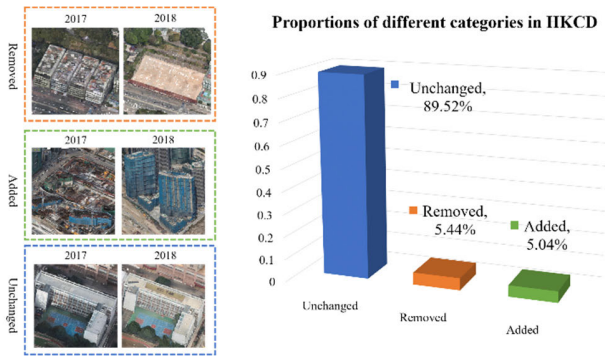 2017 2018
Removed
2017 2018
Added
2017 2018
Unchanged
Proportions of different categories in HKCD
0.9
0.8
0.7
0.6
0.5
0.4
0.3
0.2
0.1
0
Unchanged,
89.52%
Removed,
5.44%
Added,
5.04%
Unchanged
Removed
Added